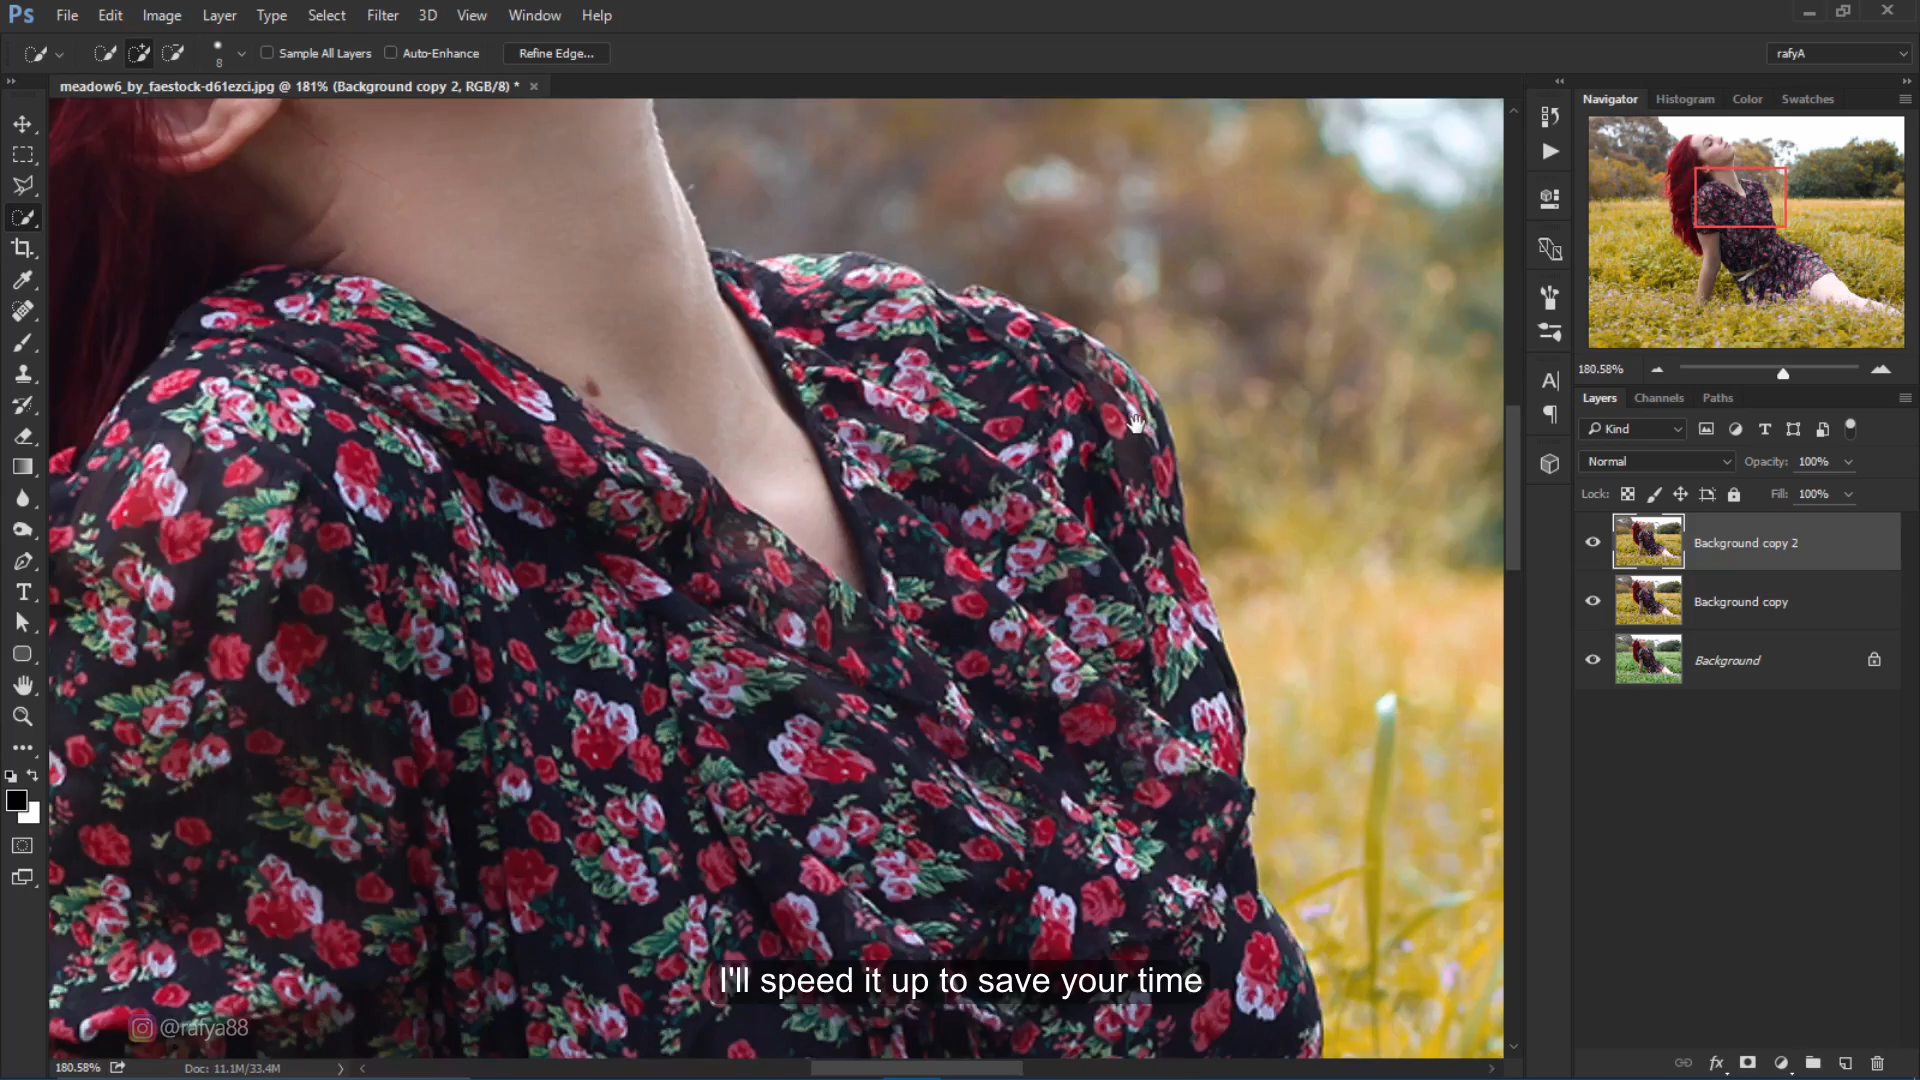 Ps File Edit Image Layer Type Select Filter 3D View Window Help
8 Sample All Layers Auto-Enhance Refine Edge... rafyA
meadow6_by_faestock-d61ezci.jpg @ 181% (Background copy 2, RGB/8) * ×
Navigator Histogram Color Swatches
180.58%
Layers Channels Paths
Kind
Normal Opacity: 100%
Lock: Fill: 100%
Background copy 2
Background copy
Background
I'll speed it up to save your time
@rafya88
180.58% Doc: 11.1M/33.4M
fx